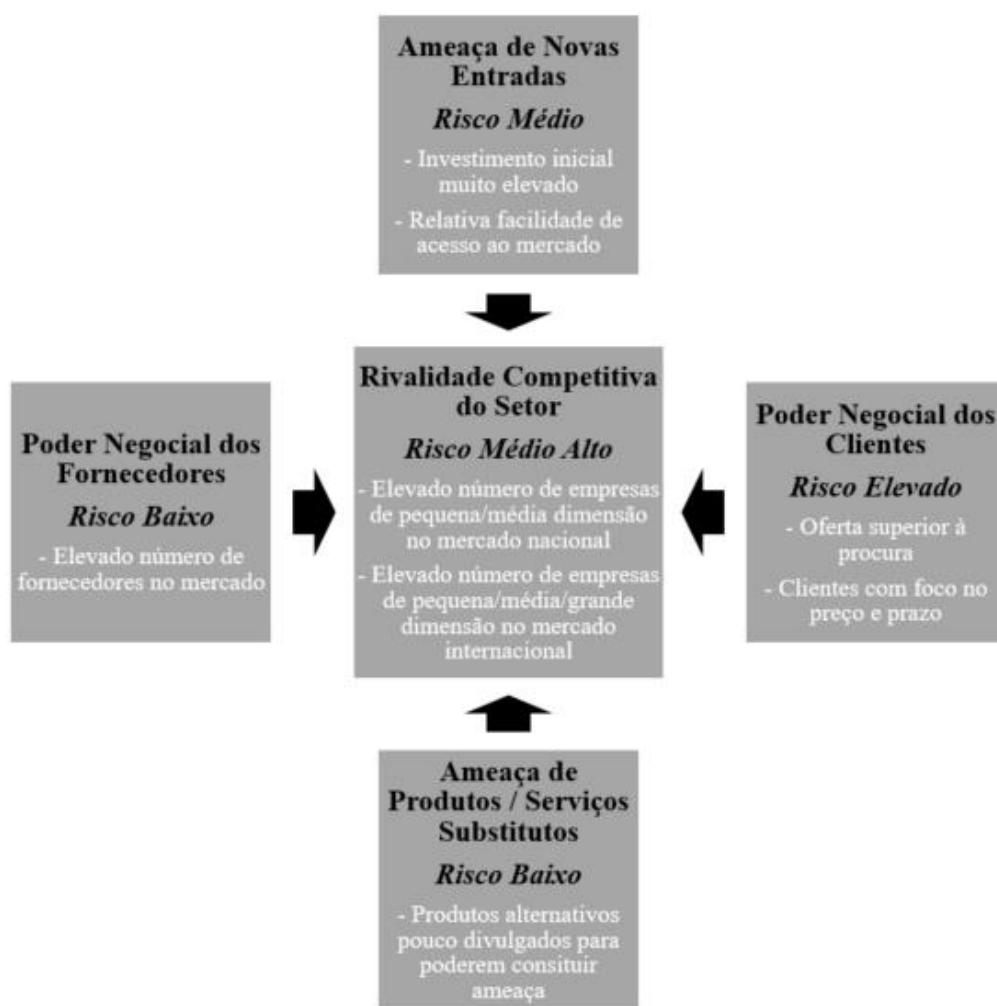 Ameaça de Novas
Entradas
Risco Médio
- Investimento inicial
muito elevado
- Relativa facilidade de
acesso ao mercado
Poder Negocial dos
Fornecedores
Risco Baixo
- Elevado número de
fornecedores no mercado
Rivalidade Competitiva
do Setor
Risco Médio Alto
- Elevado número de empresas
de pequena/média dimensão
no mercado nacional
- Elevado número de empresas
de pequena/média/grande
dimensão no mercado
internacional
Poder Negocial dos
Clientes
Risco Elevado
- Oferta superior à
procura
- Clientes com foco no
preço e prazo
Ameaça de
Produtos / Serviços
Substitutos
Risco Baixo
- Produtos alternativos
pouco divulgados para
poderem consituir
ameaça